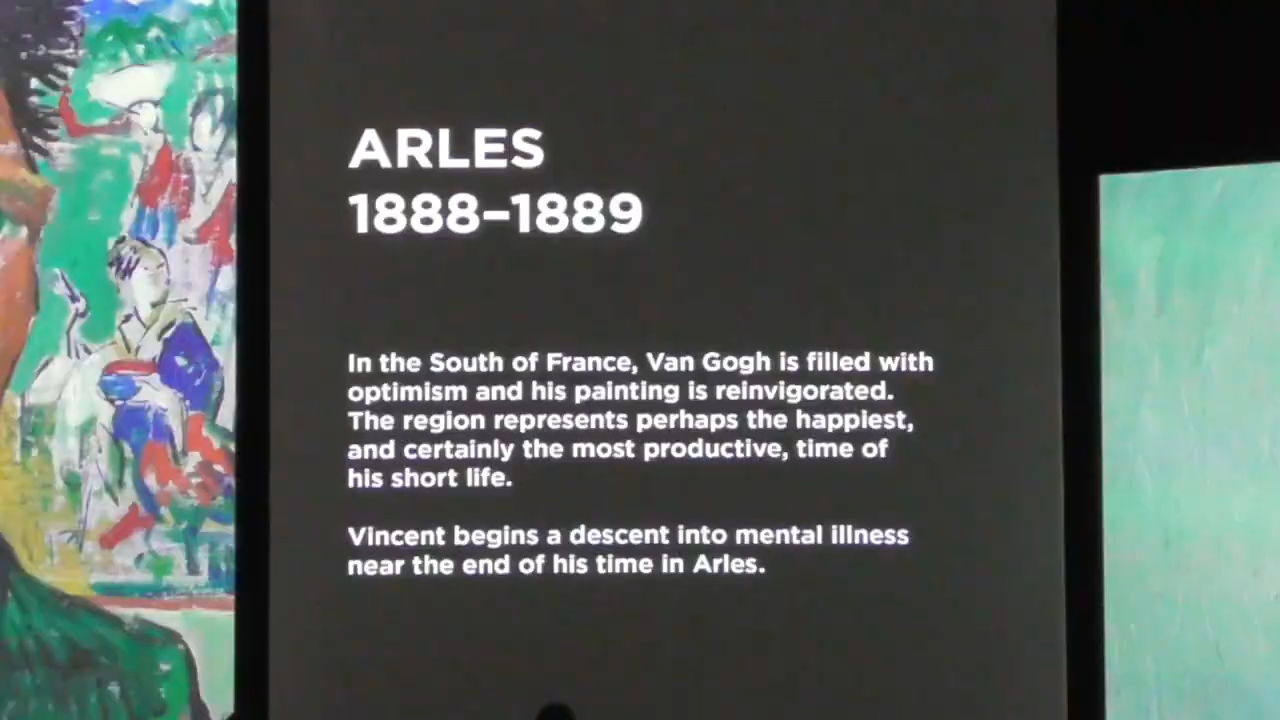 ARLES
1888–1889
In the South of France, Van Gogh is filled with
optimism and his painting is reinvigorated.
The region represents perhaps the happiest,
and certainly the most productive, time of
his short life.
Vincent begins a descent into mental illness
near the end of his time in Arles.